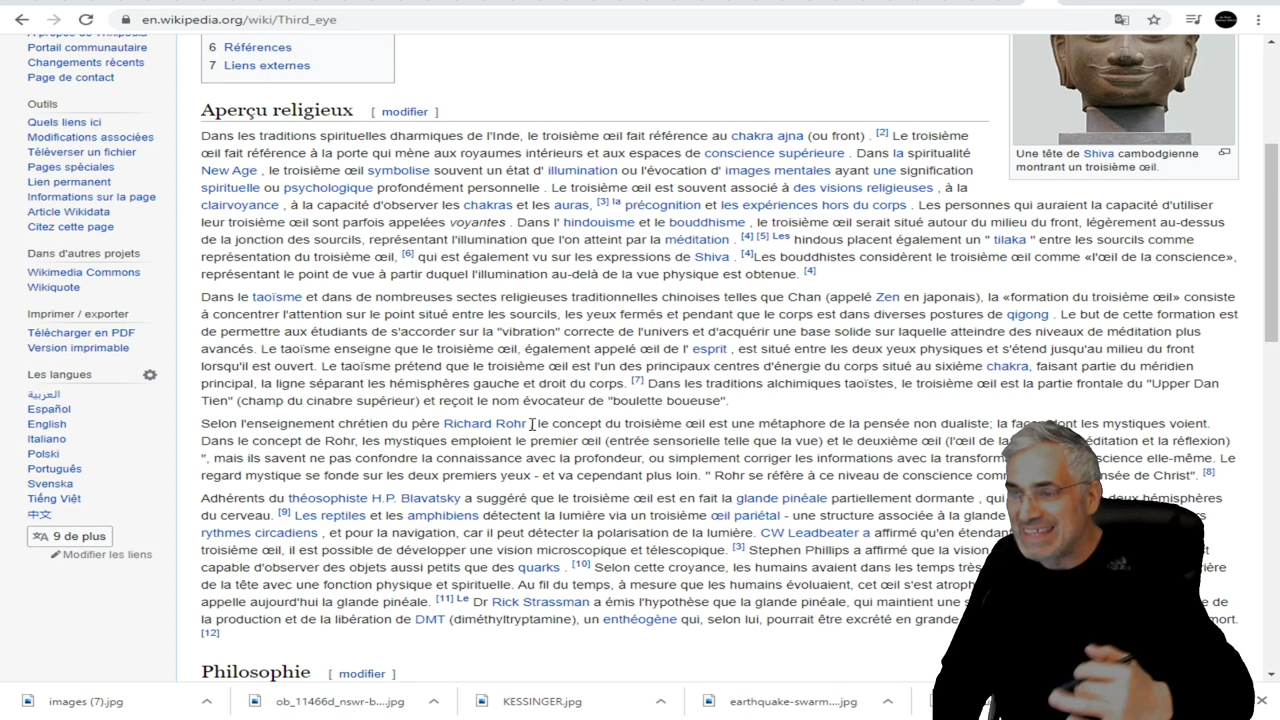 en.wikipedia.org/wiki/Third_eye
Portail communautaire
Changements récents
Page de contact
Outils
Quels liens ici
Modifications associées
Téléverser un fichier
Pages spéciales
Lien permanent
Informations sur la page
Article Wikidata
Citez cette page
Dans d'autres projets
Wikimedia Commons
Wikiquote
Imprimer / exporter
Télécharger en PDF
Version imprimable
Les langues
العربية
Español
English
Italiano
Polski
Português
Svenska
Tiếng Việt
中文
9 de plus
Modifier les liens
6 Références
7 Liens externes
Aperçu religieux [ modifier ]
Dans les traditions spirituelles dharmiques de l'Inde, le troisième œil fait référence au chakra ajna (ou front) . [2] Le troisième
œil fait référence à la porte qui mène aux royaumes intérieurs et aux espaces de conscience supérieure . Dans la spiritualité
New Age , le troisième œil symbolise souvent un état d' illumination ou l'évocation d' images mentales ayant une signification
spirituelle ou psychologique profondément personnelle . Le troisième œil est souvent associé à des visions religieuses , à la
clairvoyance , à la capacité d'observer les chakras et les auras, [3] la précognition et les expériences hors du corps . Les personnes qui auraient la capacité d'utiliser
leur troisième œil sont parfois appelées voyantes . Dans l' hindouisme et le bouddhisme , le troisième œil serait situé autour du milieu du front, légèrement au-dessus
de la jonction des sourcils, représentant l'illumination que l'on atteint par la méditation . [4] [5] Les hindous placent également un " tilaka " entre les sourcils comme
représentation du troisième œil, [6] qui est également vu sur les expressions de Shiva . [4]Les bouddhistes considèrent le troisième œil comme «l'œil de la conscience»,
représentant le point de vue à partir duquel l'illumination au-delà de la vue physique est obtenue. [4]
Une tête de Shiva cambodgienne
montrant un troisième œil.
Dans le taoïsme et dans de nombreuses sectes religieuses traditionnelles chinoises telles que Chan (appelé Zen en japonais), la «formation du troisième œil» consiste
à concentrer l'attention sur le point situé entre les sourcils, les yeux fermés et pendant que le corps est dans diverses postures de qigong . Le but de cette formation est
de permettre aux étudiants de s'accorder sur la "vibration" correcte de l'univers et d'acquérir une base solide sur laquelle atteindre des niveaux de méditation plus
avancés. Le taoïsme enseigne que le troisième œil, également appelé œil de l' esprit , est situé entre les deux yeux physiques et s'étend jusqu'au milieu du front
lorsqu'il est ouvert. Le taoïsme prétend que le troisième œil est l'un des principaux centres d'énergie du corps situé au sixième chakra, faisant partie du méridien
principal, la ligne séparant les hémisphères gauche et droit du corps. [7] Dans les traditions alchimiques taoïstes, le troisième œil est la partie frontale du "Upper Dan
Tien" (champ du cinabre supérieur) et reçoit le nom évocateur de "boulette boueuse".
Selon l'enseignement chrétien du père Richard Rohr , le concept du troisième œil est une métaphore de la pensée non dualiste; la dont les mystiques voient.
Dans le concept de Rohr, les mystiques emploient le premier œil (entrée sensorielle telle que la vue) et le deuxième œil (l'œil de la et la réflexion)
", mais ils savent ne pas confondre la connaissance avec la profondeur, ou simplement corriger les informations avec la elle-même. Le
regard mystique se fonde sur les deux premiers yeux - et va cependant plus loin. " Rohr se réfère à ce niveau de conscience de Christ". [8]
Adhérents du théosophiste H.P. Blavatsky a suggéré que le troisième œil est en fait la glande pinéale partiellement dormante , hémisphères
du cerveau. [9] Les reptiles et les amphibiens détectent la lumière via un troisième œil pariétal - une structure associée à la glande
rythmes circadiens , et pour la navigation, car il peut détecter la polarisation de la lumière. CW Leadbeater a affirmé qu'en
troisième œil, il est possible de développer une vision microscopique et télescopique. [3] Stephen Phillips a affirmé que la
capable d'observer des objets aussi petits que des quarks . [10] Selon cette croyance, les humains avaient dans les temps
de la tête avec une fonction physique et spirituelle. Au fil du temps, à mesure que les humains évoluaient, cet œil s'est
appelle aujourd'hui la glande pinéale. [11] Le Dr Rick Strassman a émis l'hypothèse que la glande pinéale, qui maintient une de
la production et de la libération de DMT (diméthyltryptamine), un enthéogène qui, selon lui, pourrait être excrété en
[12]
Philosophie [ modifier ]
images (7).jpg
ob_11466d_nswr-b....jpg
KESSINGER.jpg
earthquake-swarm....jpg